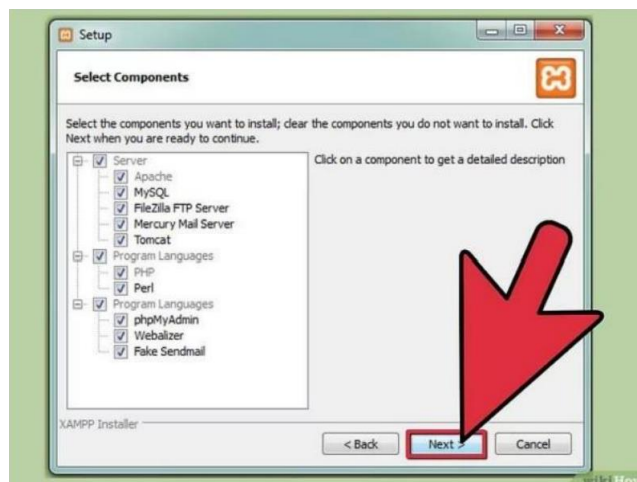 Setup
Select Components
Select the components you want to install; clear the components you do not want to install. Click
Next when you are ready to continue.
Click on a component to get a detailed description
Server
Apache
MySQL
FileZilla FTP Server
Mercury Mail Server
Tomcat
Program Languages
PHP
Perl
Program Languages
phpMyAdmin
Webalizer
Fake Sendmail
XAMPP Installer
< Back
Next >
Cancel